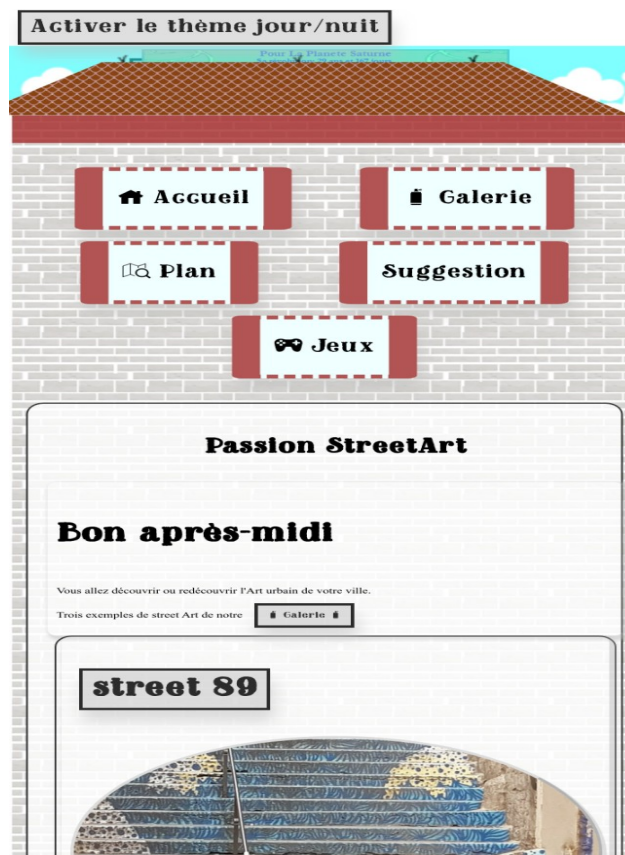 Activer le thème jour/nuit
Pour La Planete Saturne
Accueil
Galerie
Plan
Suggestion
Jeux
Passion StreetArt
Bon après-midi
Vous allez découvrir ou redécouvrir l'Art urbain de votre ville.
Trois exemples de street Art de notre Galerie
street 89